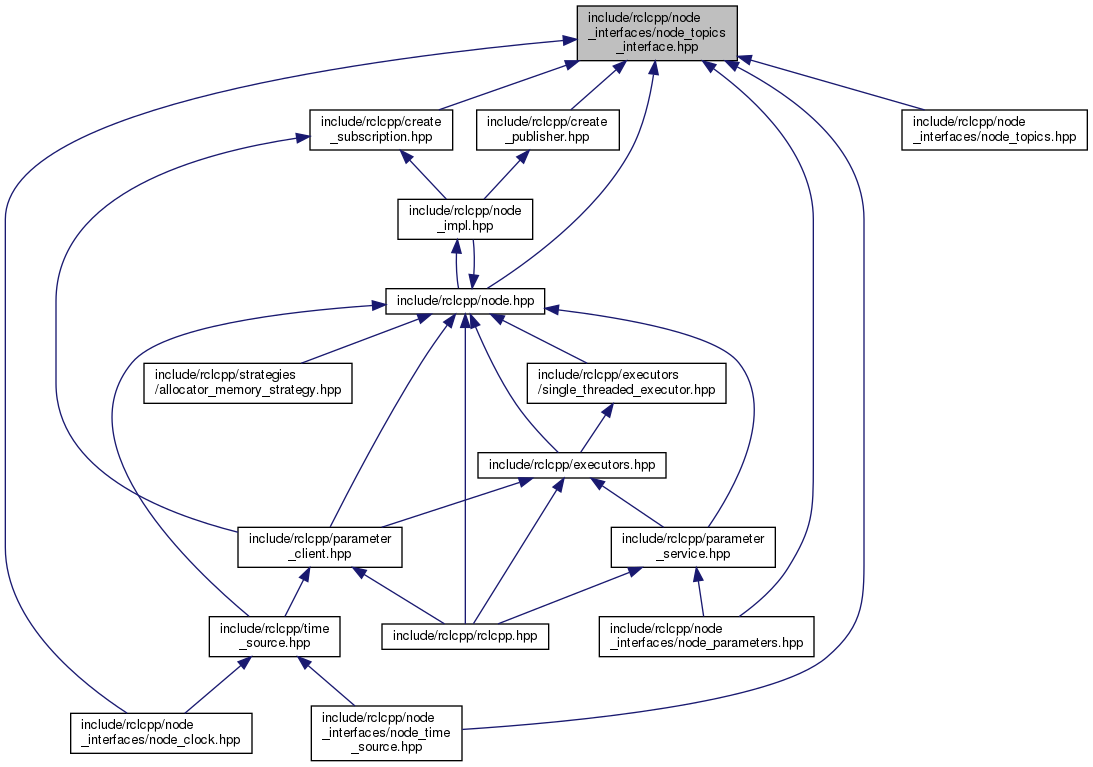 include/rclcpp/node
_interfaces/node_topics
_interface.hpp
include/rclcpp/create
_subscription.hpp
include/rclcpp/create
_publisher.hpp
include/rclcpp/node
_interfaces/node_topics.hpp
include/rclcpp/node
_impl.hpp
include/rclcpp/node.hpp
include/rclcpp/strategies
/allocator_memory_strategy.hpp
include/rclcpp/executors
/single_threaded_executor.hpp
include/rclcpp/executors.hpp
include/rclcpp/parameter
_client.hpp
include/rclcpp/parameter
_service.hpp
include/rclcpp/time
_source.hpp
include/rclcpp/rclcpp.hpp
include/rclcpp/node
_interfaces/node_parameters.hpp
include/rclcpp/node
_interfaces/node_clock.hpp
include/rclcpp/node
_interfaces/node_time
_source.hpp